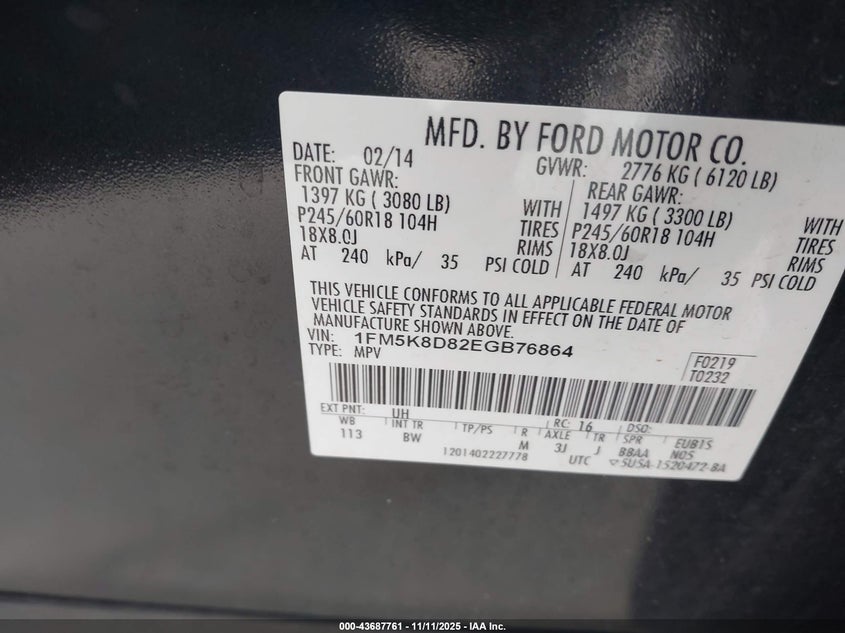 MFD. BY FORD MOTOR CO.
DATE: 02/14 GVWR: 2776 KG ( 6120 LB)
FRONT GAWR: REAR GAWR:
1397 KG ( 3080 LB) WITH 1497 KG ( 3300 LB) WITH
P245/60R18 104H TIRES P245/60R18 104H TIRES
18X8.0J RIMS 18X8.0J RIMS
AT 240 kPa/ 35 PSI COLD AT 240 kPa/ 35 PSI COLD
THIS VEHICLE CONFORMS TO ALL APPLICABLE FEDERAL MOTOR
VEHICLE SAFETY STANDARDS IN EFFECT ON THE DATE OF
MANUFACTURE SHOWN ABOVE.
VIN: 1FM5K8D82EGB76864
TYPE: MPV
F0219
T0232
EXT PNT: UH RC: 16 DSO:
WB INT TR TP/PS R AXLE TR SPR EUB1S
113 BW M 3J J BBAA N05
1201402227778 UTC ▽5USA-1520472-BA
000-43687761 - 11/11/2025 - IAA Inc.